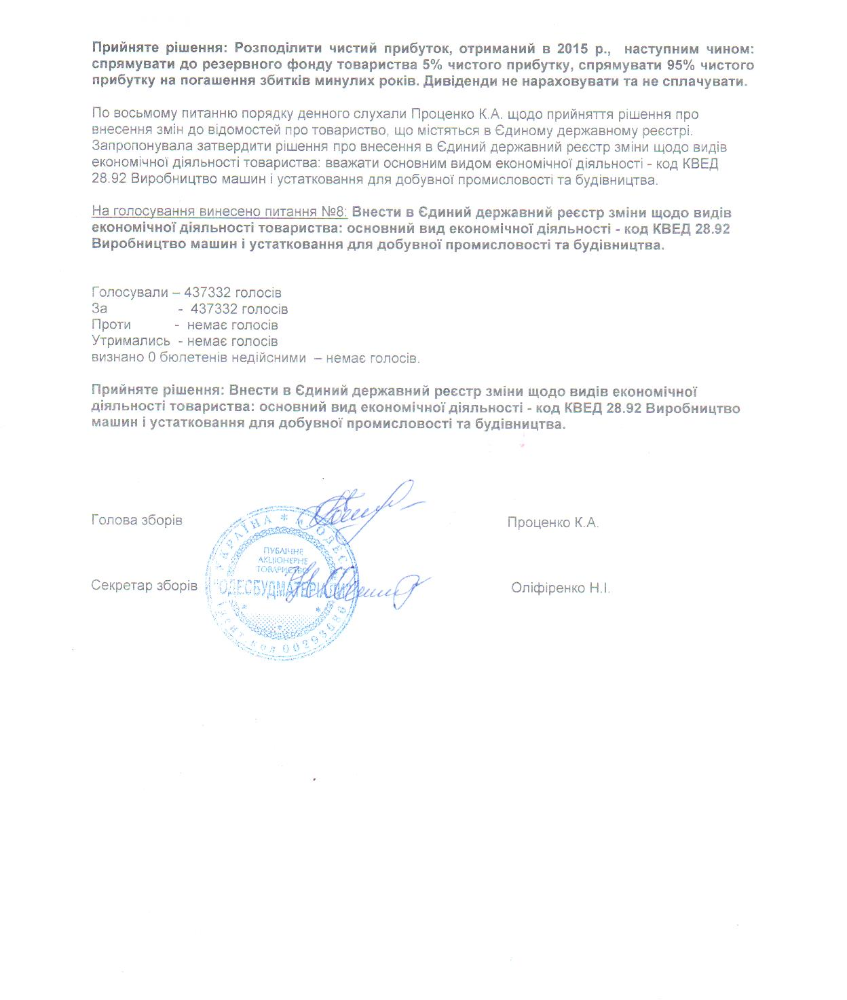 Прийняте рішення: Розподілити чистий прибуток, отриманий в 2015 р., наступним чином:
спрямувати до резервного фонду товариства 5% чистого прибутку, спрямувати 95% чистого
прибутку на погашення збитків минулих років. Дивіденди не нараховувати та не сплачувати.
По восьмому питанню порядку денного слухали Проценко К.А. щодо прийняття рішення про
внесення змін до відомостей про товариство, що містяться в Єдиному державному реєстрі.
Запропонувала затвердити рішення про внесення в Єдиний державний реєстр зміни щодо видів
економічної діяльності товариства: вважати основним видом економічної діяльності - код КВЕД
28.92 Виробництво машин і устатковання для добувної промисловості та будівництва.
На голосування винесено питання №8: Внести в Єдиний державний реєстр зміни щодо видів
економічної діяльності товариства: основний вид економічної діяльності - код КВЕД 28.92
Виробництво машин і устатковання для добувної промисловості та будівництва.
Голосували – 437332 голосів
За - 437332 голосів
Проти - немає голосів
Утримались - немає голосів
визнано 0 бюлетенів недійсними – немає голосів.
Прийняте рішення: Внести в Єдиний державний реєстр зміни щодо видів економічної
діяльності товариства: основний вид економічної діяльності - код КВЕД 28.92 Виробництво
машин і устатковання для добувної промисловості та будівництва.
Голова зборів Проценко К.А.
Секретар зборів Оліфіренко Н.І.
УКРАЇНА * м. ОДЕС
ПУБЛІЧНЕ
АКЦІОНЕРНЕ
ТОВАРИСТВО
"ОДЕСБУДМАТЕРІАЛИ"
код 00293680